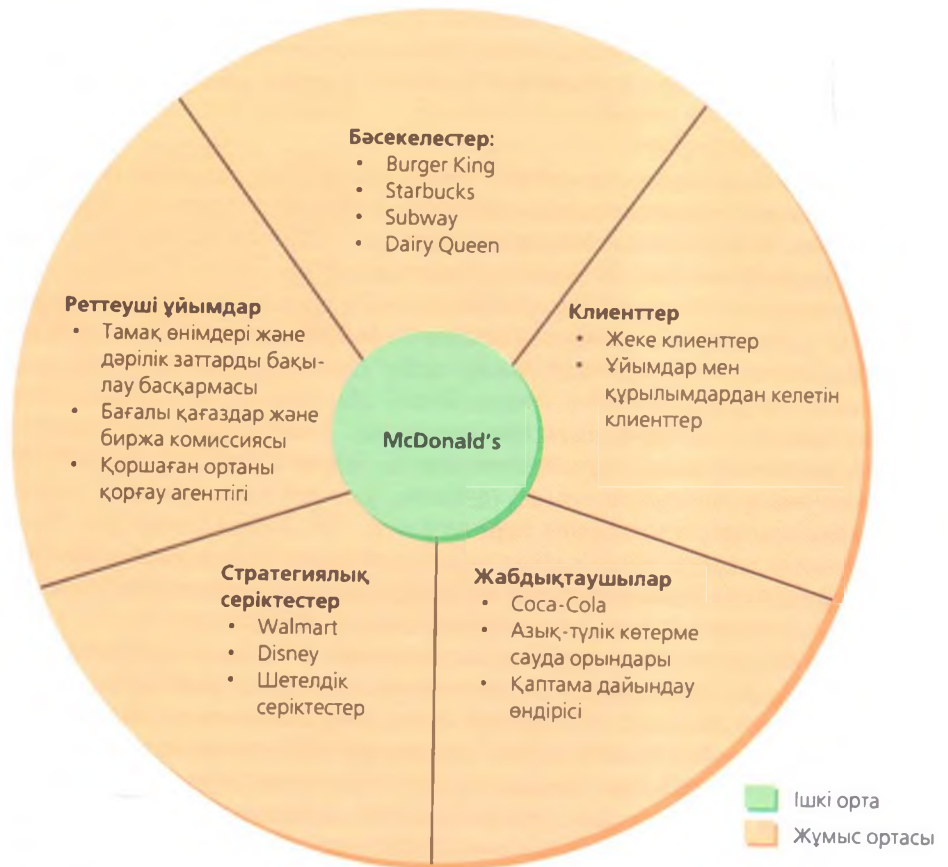 Бәсекелестер:
• Burger King
• Starbucks
• Subway
• Dairy Queen
Реттеуші ұйымдар
• Тамақ өнімдері және
дәрілік заттарды бақы-
лау басқармасы
• Бағалы қағаздар және
биржа комиссиясы
• Қоршаған ортаны
қорғау агенттігі
Клиенттер
• Жеке клиенттер
• Ұйымдар мен
құрылымдардан келетін
клиенттер
McDonald's
Стратегиялық
серіктестер
• Walmart
• Disney
• Шетелдік
серіктестер
Жабдықтаушылар
• Coca-Cola
• Азық-түлік көтерме
сауда орындары
• Қаптама дайындау
өндірісі
Ішкі орта
Жұмыс ортасы